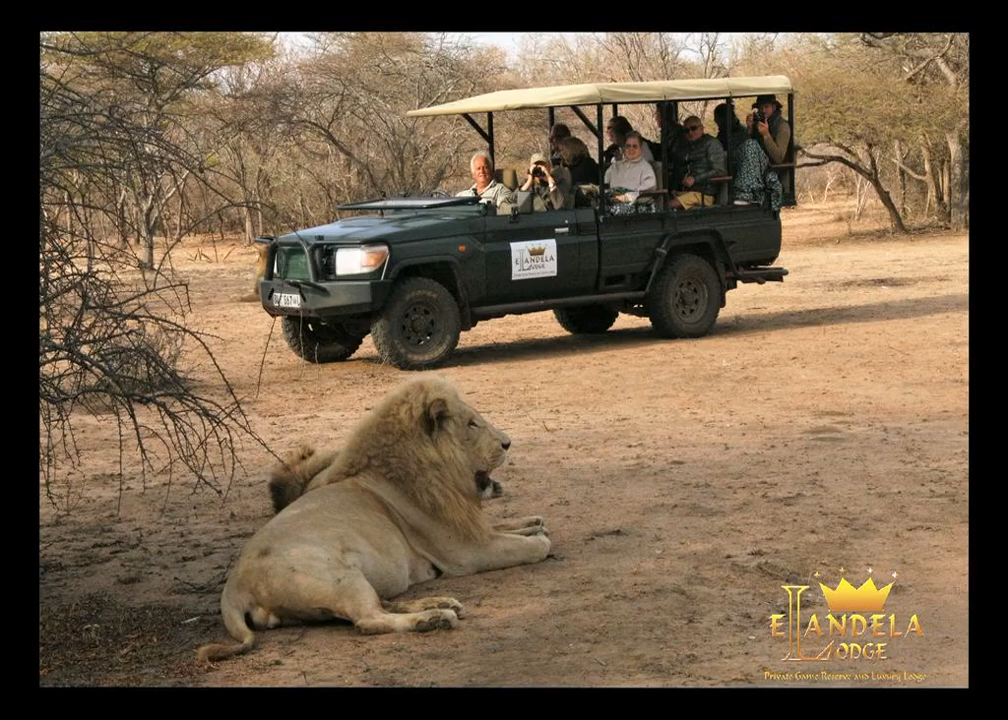 ELANDELA
LODGE
ELANDELA
LODGE
Private Game Reserve and Luxury Lodge